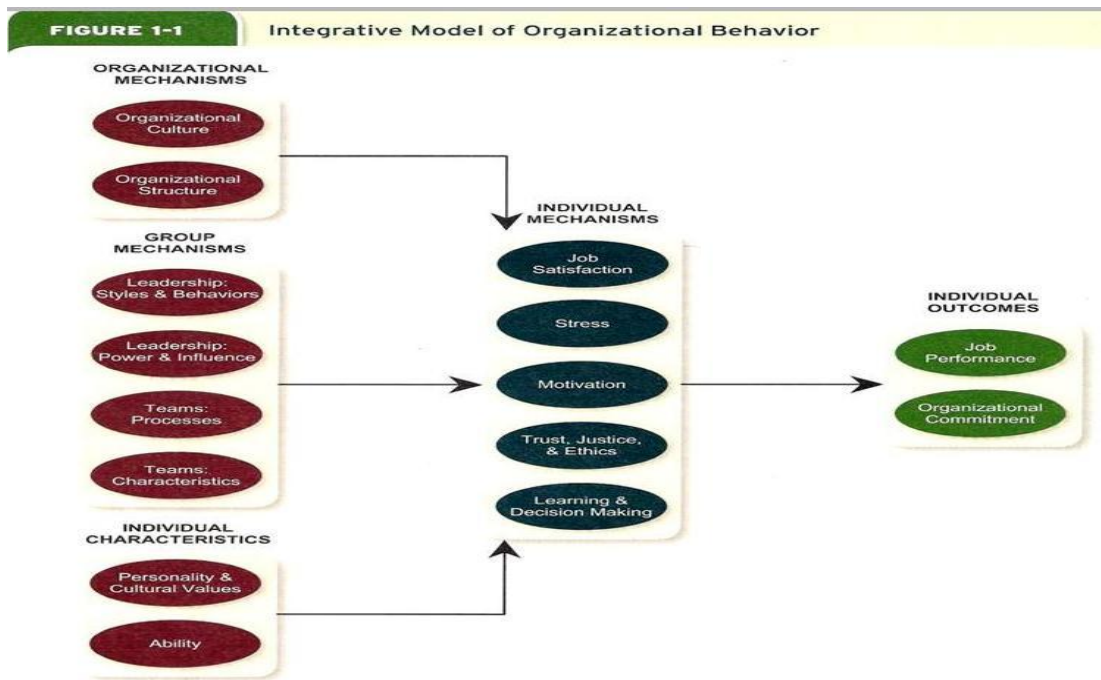 FIGURE 1-1
Integrative Model of Organizational Behavior
ORGANIZATIONAL
MECHANISMS
Organizational
Culture
Organizational
Structure
GROUP
MECHANISMS
Leadership:
Styles & Behaviors
Leadership:
Power & Influence
Teams:
Processes
Teams:
Characteristics
INDIVIDUAL
CHARACTERISTICS
Personality &
Cultural Values
Ability
INDIVIDUAL
MECHANISMS
Job
Satisfaction
Stress
Motivation
Trust, Justice,
& Ethics
Learning &
Decision Making
INDIVIDUAL
OUTCOMES
Job
Performance
Organizational
Commitment